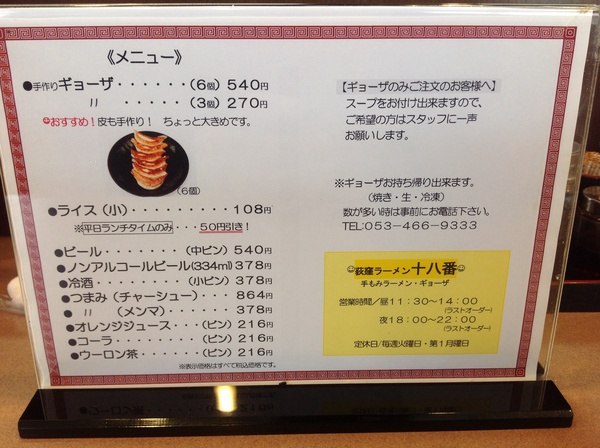 《メニュー》
●手作りギョーザ・・・・・・(6個) 540円
〃・・・・・・(3個) 270円
おすすめ!皮も手作り! ちょっと大きめです。
(6個)
●ライス(小)・・・・・・・・・108円
※平日ランチタイムのみ・・・50円引き!
●ビール・・・・・・・(中ビン) 540円
●ノンアルコールビール(334ml) 378円
●冷酒・・・・・・・・(小ビン) 378円
●つまみ(チャーシュー)・・・864円
●〃(メンマ)・・・・・・378円
●オレンジジュース・・・(ビン) 216円
●コーラ・・・・・・・・(ビン) 216円
●ウーロン茶・・・・・・(ビン) 216円
※表示価格はすべて税込価格です。
【ギョーザのみご注文のお客様へ】
スープをお付け出来ますので、
ご希望の方はスタッフに一声
お願いします。
※ギョーザお持ち帰り出来ます。
(焼き・生・冷凍)
数が多い時は事前にお電話下さい。
TEL:053-466-9333
荻窪ラーメン十八番
手もみラーメン・ギョーザ
営業時間/昼11:30~14:00
(ラストオーダー)
夜18:00~22:00
(ラストオーダー)
定休日/毎週火曜日・第1月曜日